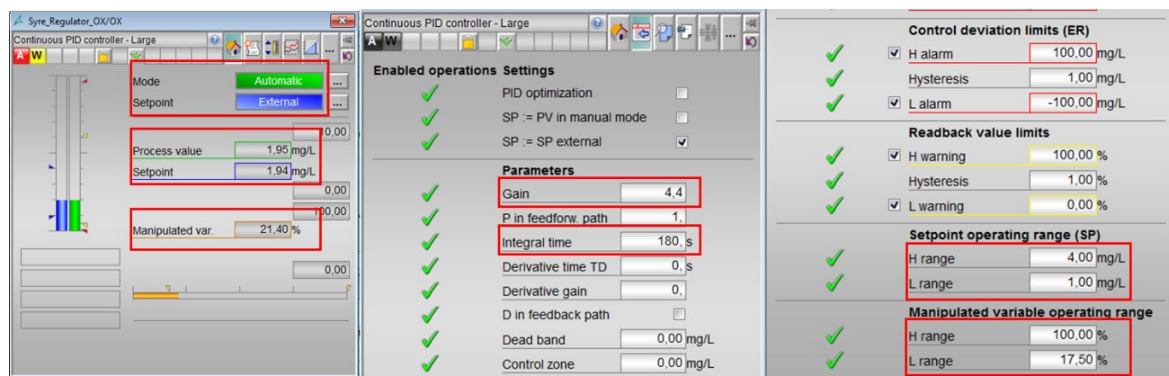 Syre_Regulator_OX/OX
Continuous PID controller - Large
A W
...
Mode Automatic ...
Setpoint External ...
10,00
Process value 1,95 mg/L
Setpoint 1,94 mg/L
0,00
100,00
Manipulated var. 21,40 %
0,00
Continuous PID controller - Large
A W
...
Enabled operations Settings
PID optimization
SP := PV in manual mode
SP := SP external
Parameters
Gain 4,4
P in feedforw. path 1,
Integral time 180, s
Derivative time TD 0, s
Derivative gain 0,
D in feedback path
Dead band 0,00 mg/L
Control zone 0,00 mg/L
Control deviation limits (ER)
H alarm 100,00 mg/L
Hysteresis 1,00 mg/L
L alarm -100,00 mg/L
Readback value limits
H warning 100,00 %
Hysteresis 1,00 %
L warning 0,00 %
Setpoint operating range (SP)
H range 4,00 mg/L
L range 1,00 mg/L
Manipulated variable operating range
H range 100,00 %
L range 17,50 %